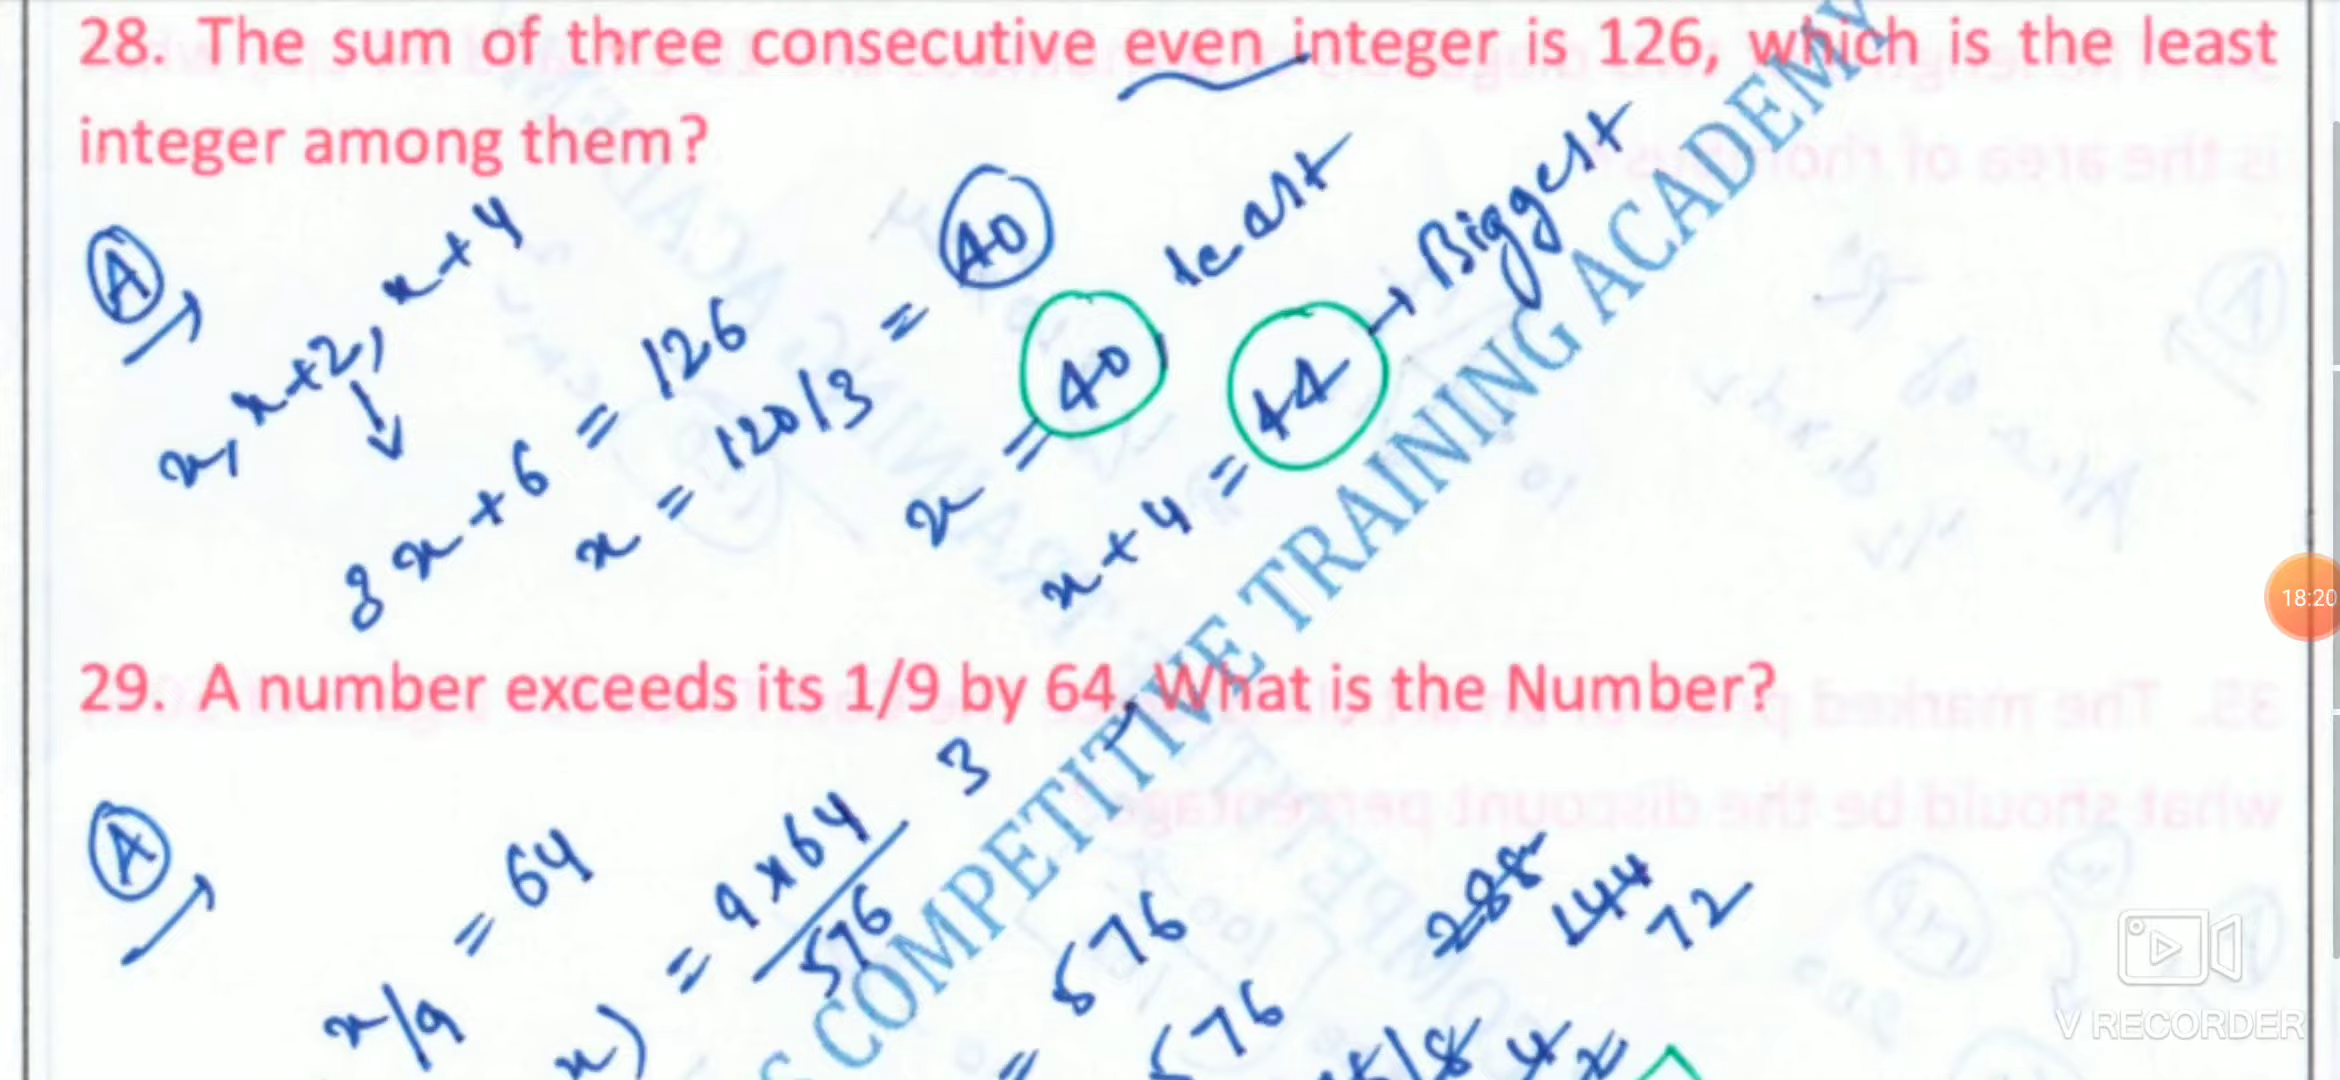 28. The sum of three consecutive even integer is 126, which is the least
integer among them?
A
x, x+2, x+4
3x+6 = 126
x = 120/3 = 40
x = 40, least
x+4 = 44 → Biggest
29. A number exceeds its 1/9 by 64. What is the Number?
A
x/9 = 64
x) = 9x64
576
3
576
576
288
144
72
COMPETITIVE TRAINING ACADEMY
18:20
V RECORDER